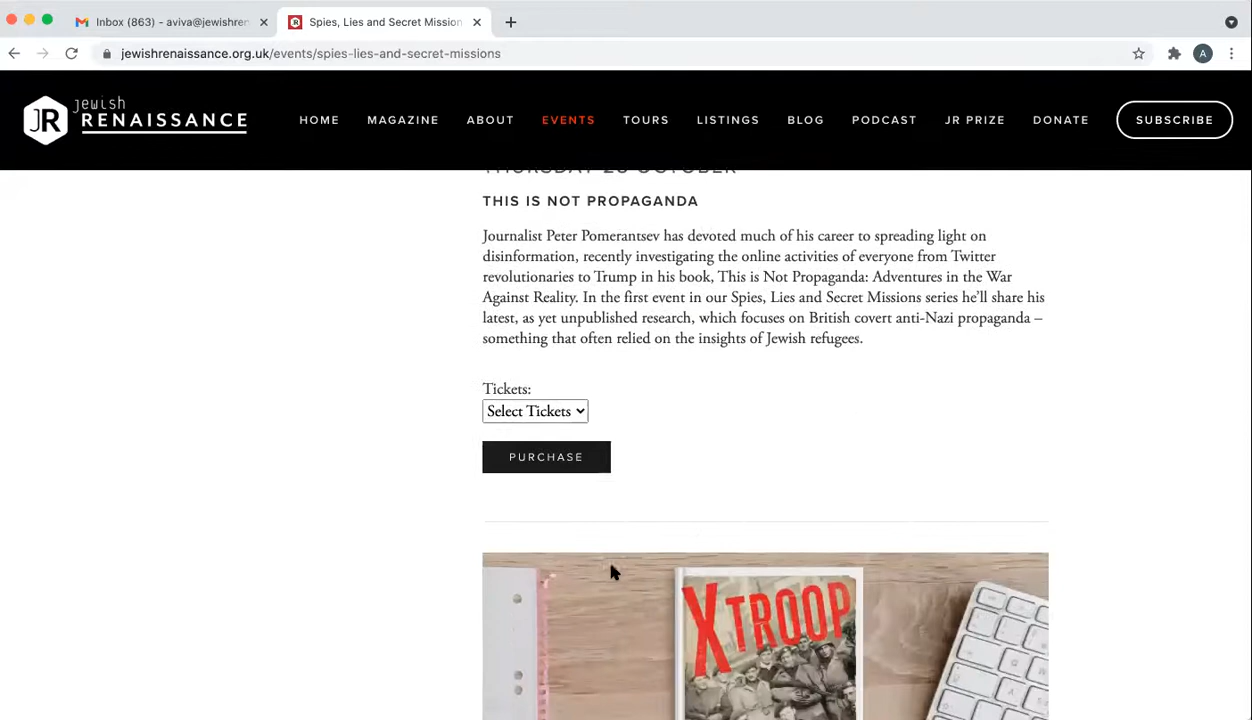 Inbox (863) – aviva@jewishren
Spies, Lies and Secret Mission
jewishrenaissance.org.uk/events/spies-lies-and-secret-missions
A
JR jewish RENAISSANCE
HOME MAGAZINE ABOUT EVENTS TOURS LISTINGS BLOG PODCAST JR PRIZE DONATE SUBSCRIBE
THIS IS NOT PROPAGANDA
Journalist Peter Pomerantsev has devoted much of his career to spreading light on
disinformation, recently investigating the online activities of everyone from Twitter
revolutionaries to Trump in his book, This is Not Propaganda: Adventures in the War
Against Reality. In the first event in our Spies, Lies and Secret Missions series he’ll share his
latest, as yet unpublished research, which focuses on British covert anti-Nazi propaganda –
something that often relied on the insights of Jewish refugees.
Tickets:
Select Tickets
PURCHASE
X TROOP